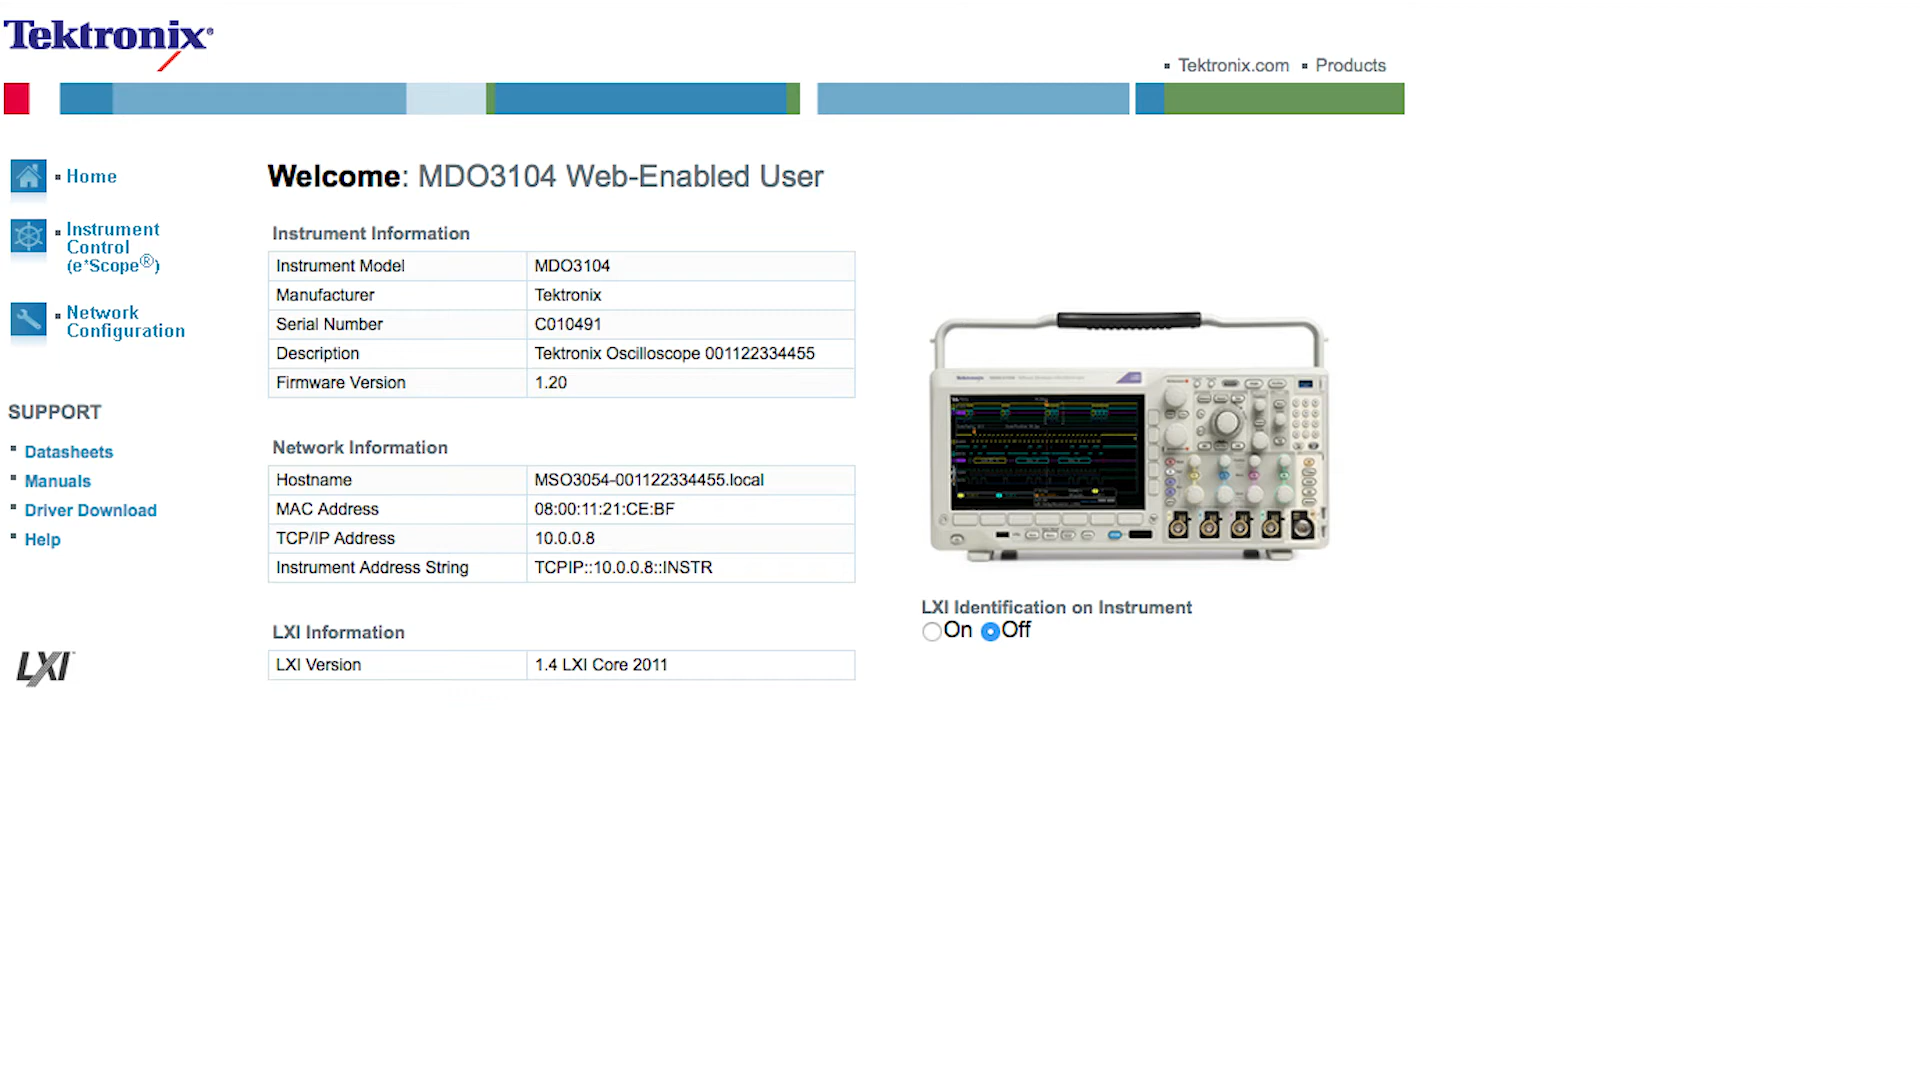 Tektronix®
Tektronix.com Products
Home
Instrument
Control
(e*Scope®)
Network
Configuration
SUPPORT
Datasheets
Manuals
Driver Download
Help
LXI
Welcome: MDO3104 Web-Enabled User
Instrument Information
Instrument Model MDO3104
Manufacturer Tektronix
Serial Number C010491
Description Tektronix Oscilloscope 001122334455
Firmware Version 1.20
Network Information
Hostname MSO3054-001122334455.local
MAC Address 08:00:11:21:CE:BF
TCP/IP Address 10.0.0.8
Instrument Address String TCPIP::10.0.0.8::INSTR
LXI Information
LXI Version 1.4 LXI Core 2011
LXI Identification on Instrument
On Off